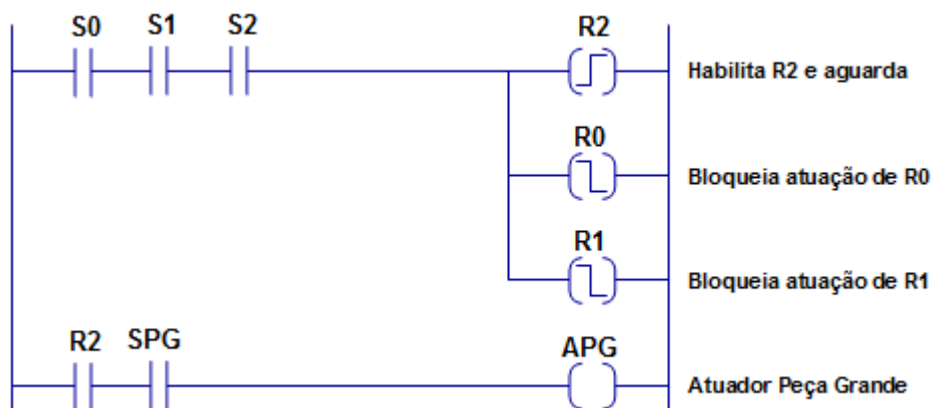 S0 S1 S2 R2
Habilita R2 e aguarda
R0
Bloqueia atuação de R0
R1
Bloqueia atuação de R1
R2 SPG APG
Atuador Peça Grande